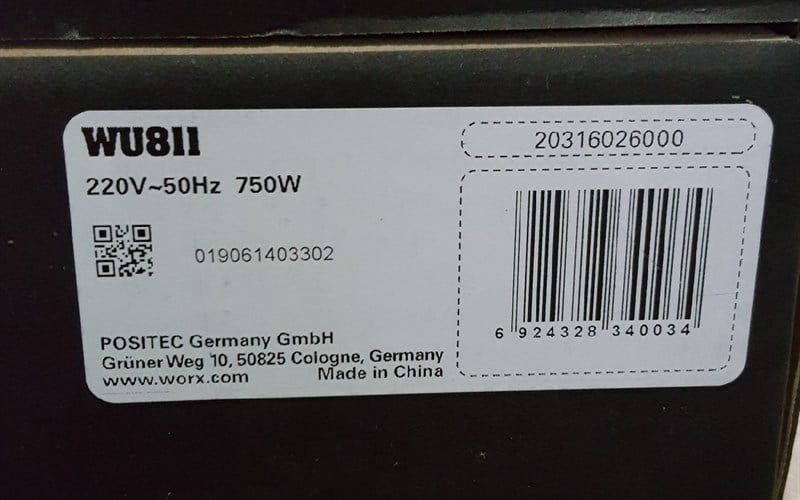 WU811
20316026000
220V~50Hz 750W
019061403302
6 924328 340034
POSITEC Germany GmbH
Grüner Weg 10, 50825 Cologne, Germany
www.worx.com Made in China